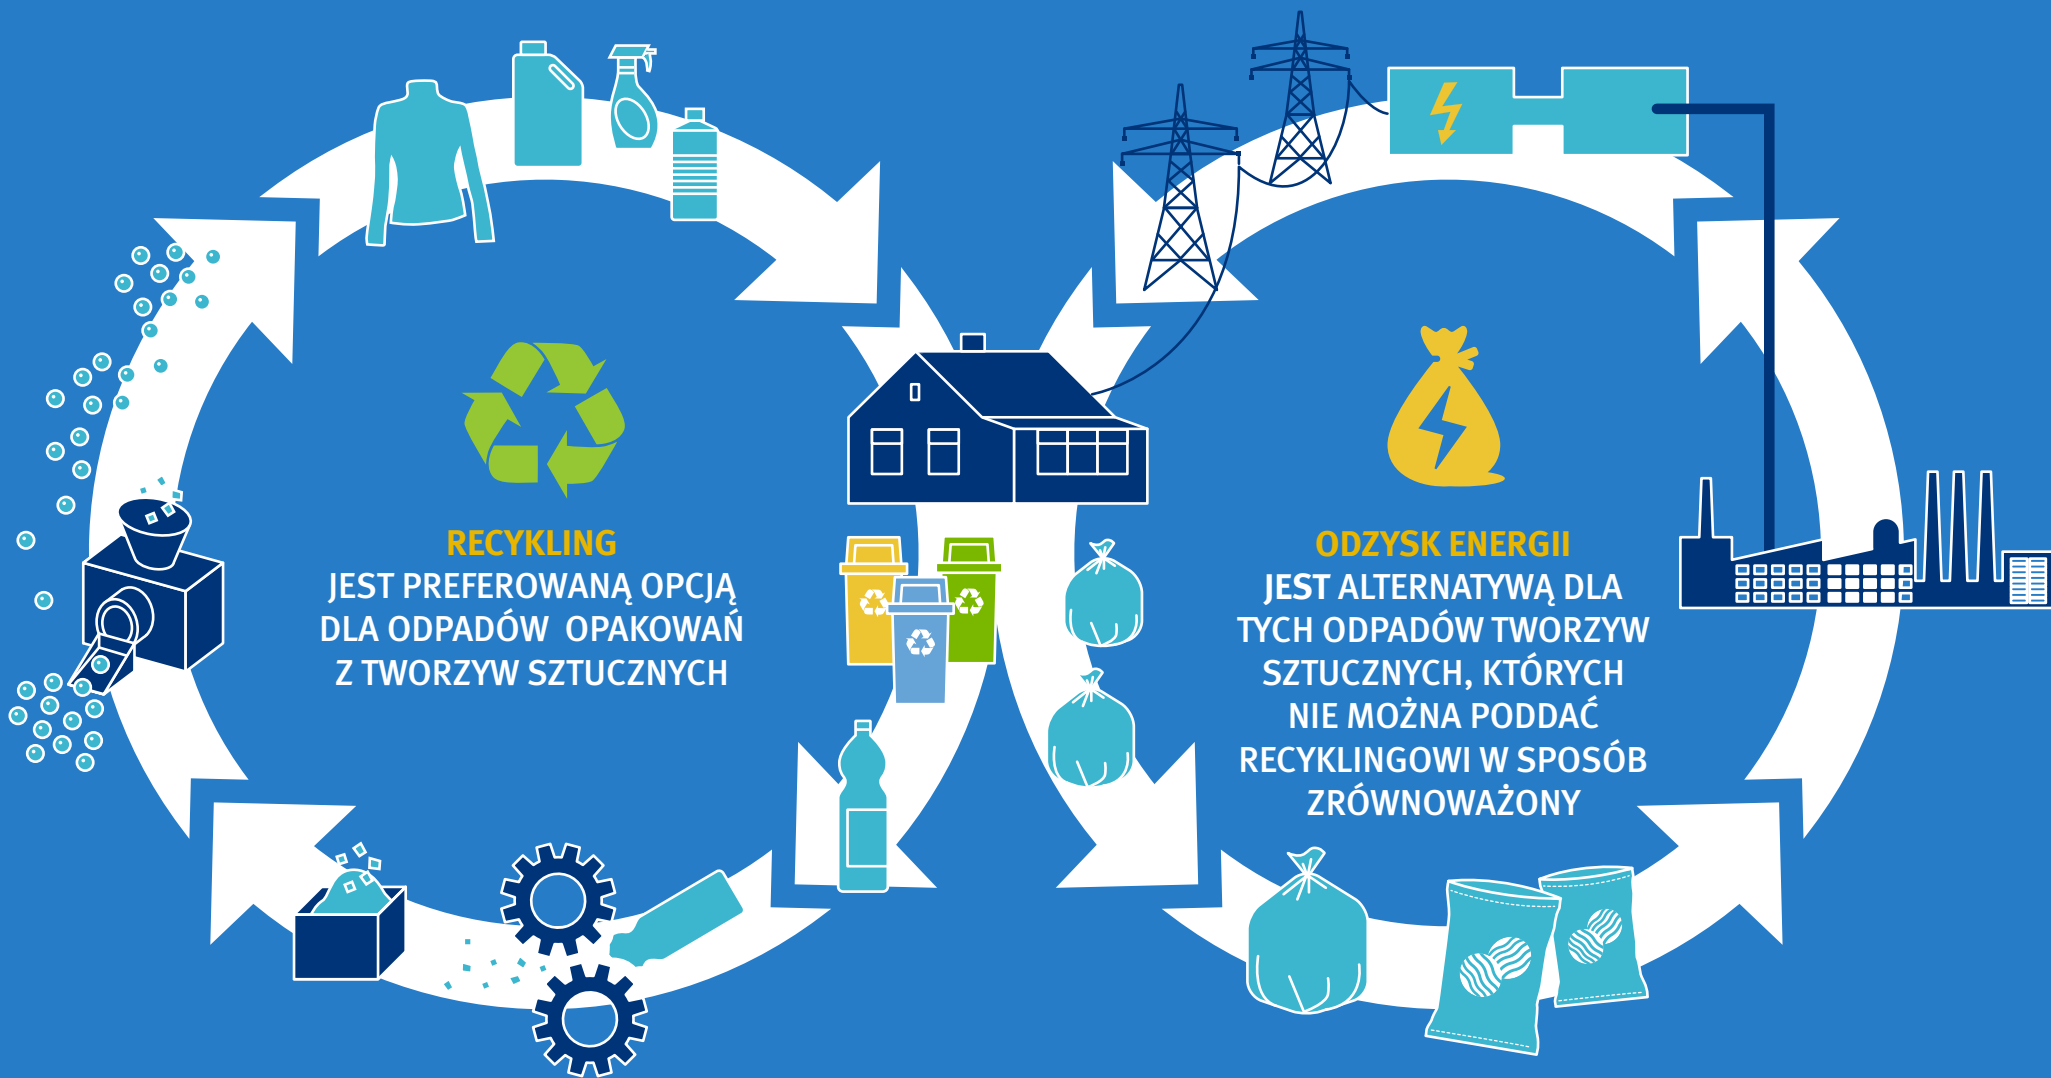 RECYKLING
JEST PREFEROWANĄ OPCJĄ
DLA ODPADÓW OPAKOWAŃ
Z TWORZYW SZTUCZNYCH
ODZYSK ENERGII
JEST ALTERNATYWĄ DLA
TYCH ODPADÓW TWORZYW
SZTUCZNYCH, KTÓRYCH
NIE MOŻNA PODDAĆ
RECYKLINGOWI W SPOSÓB
ZRÓWNOWAŻONY